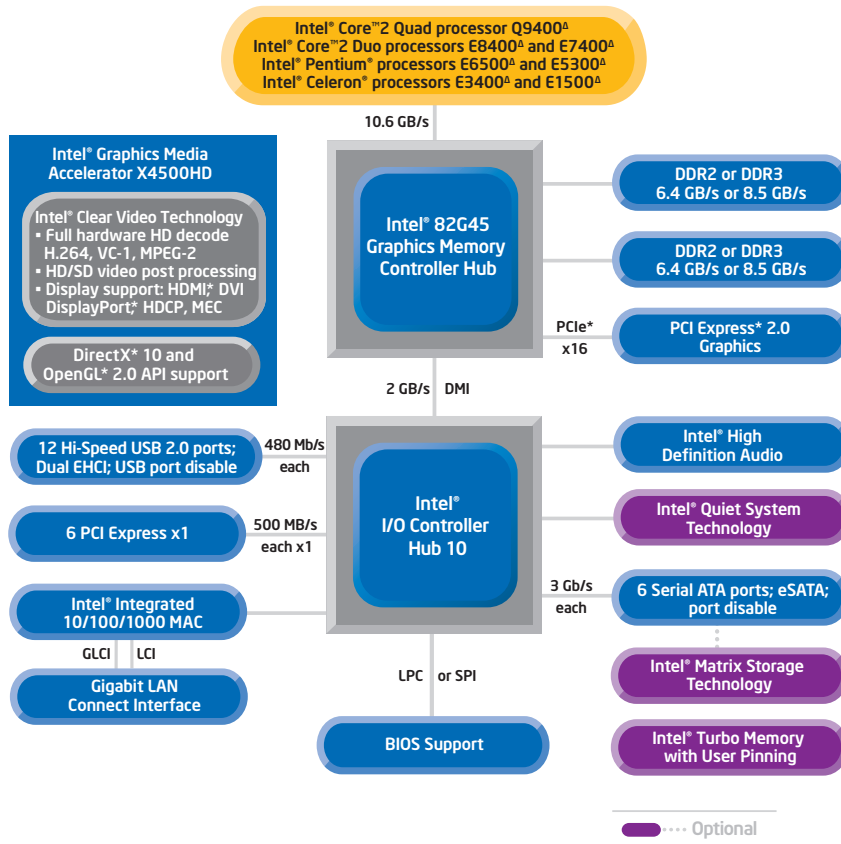 Intel® Core™2 Quad processor Q9400Δ
Intel® Core™2 Duo processors E8400Δ and E7400Δ
Intel® Pentium® processors E6500Δ and E5300Δ
Intel® Celeron® processors E3400Δ and E1500Δ
10.6 GB/s
Intel® Graphics Media
Accelerator X4500HD
Intel® Clear Video Technology
▪ Full hardware HD decode
H.264, VC-1, MPEG-2
▪ HD/SD video post processing
▪ Display support: HDMI,* DVI
DisplayPort,* HDCP, MEC
DirectX* 10 and
OpenGL* 2.0 API support
Intel® 82G45
Graphics Memory
Controller Hub
DDR2 or DDR3
6.4 GB/s or 8.5 GB/s
DDR2 or DDR3
6.4 GB/s or 8.5 GB/s
PCIe*
x16
PCI Express* 2.0
Graphics
2 GB/s
DMI
12 Hi-Speed USB 2.0 ports;
Dual EHCI; USB port disable
480 Mb/s
each
6 PCI Express x1
500 MB/s
each x1
Intel® Integrated
10/100/1000 MAC
GLCI
LCI
Gigabit LAN
Connect Interface
Intel®
I/O Controller
Hub 10
Intel® High
Definition Audio
Intel® Quiet System
Technology
3 Gb/s
each
6 Serial ATA ports; eSATA;
port disable
Intel® Matrix Storage
Technology
Intel® Turbo Memory
with User Pinning
LPC
or SPI
BIOS Support
Optional